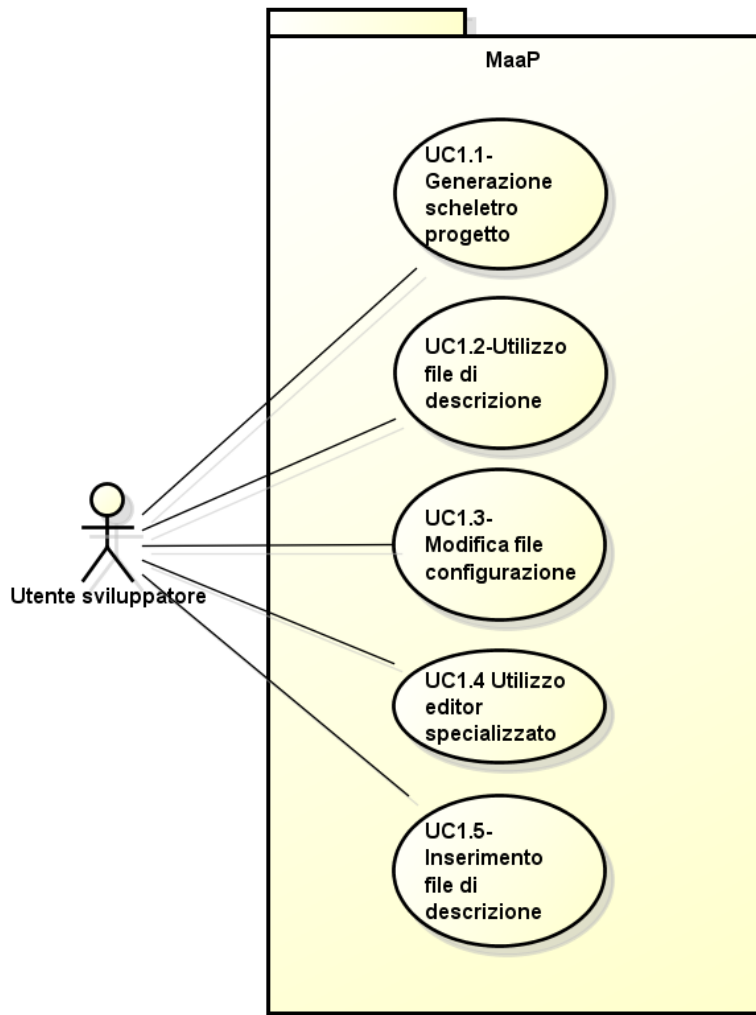 MaaP
UC1.1-
Generazione
scheletro
progetto
UC1.2-Utilizzo
file di
descrizione
UC1.3-
Modifica file
configurazione
Utente sviluppatore
UC1.4 Utilizzo
editor
specializzato
UC1.5-
Inserimento
file di
descrizione